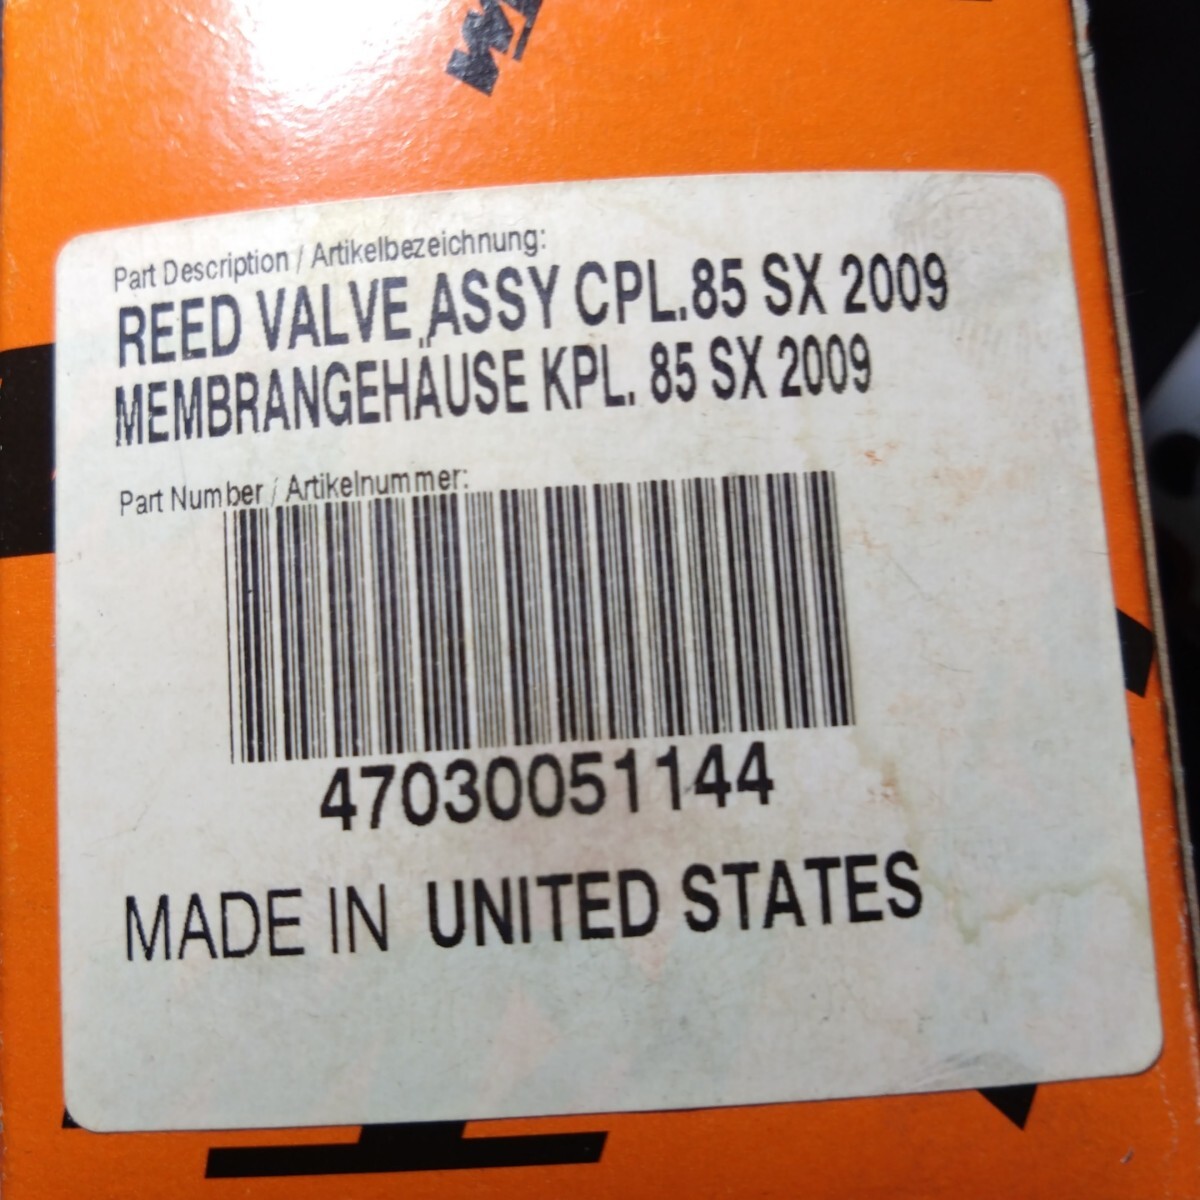 Part Description / Artikelbezeichnung:
REED VALVE ASSY CPL.85 SX 2009
MEMBRANGEHÄUSE KPL. 85 SX 2009
Part Number / Artikelnummer:
47030051144
MADE IN UNITED STATES